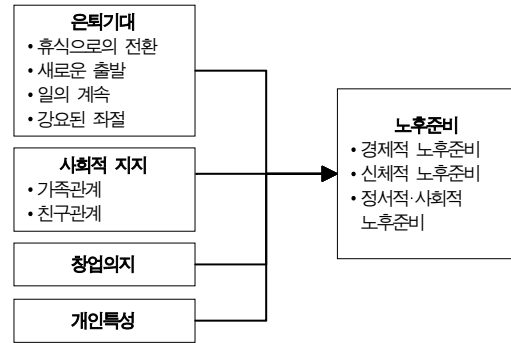 은퇴기대
• 휴식으로의 전환
• 새로운 출발
• 일의 계속
• 강요된 좌절
사회적 지지
• 가족관계
• 친구관계
창업의지
개인특성
노후준비
• 경제적 노후준비
• 신체적 노후준비
• 정서적·사회적
노후준비